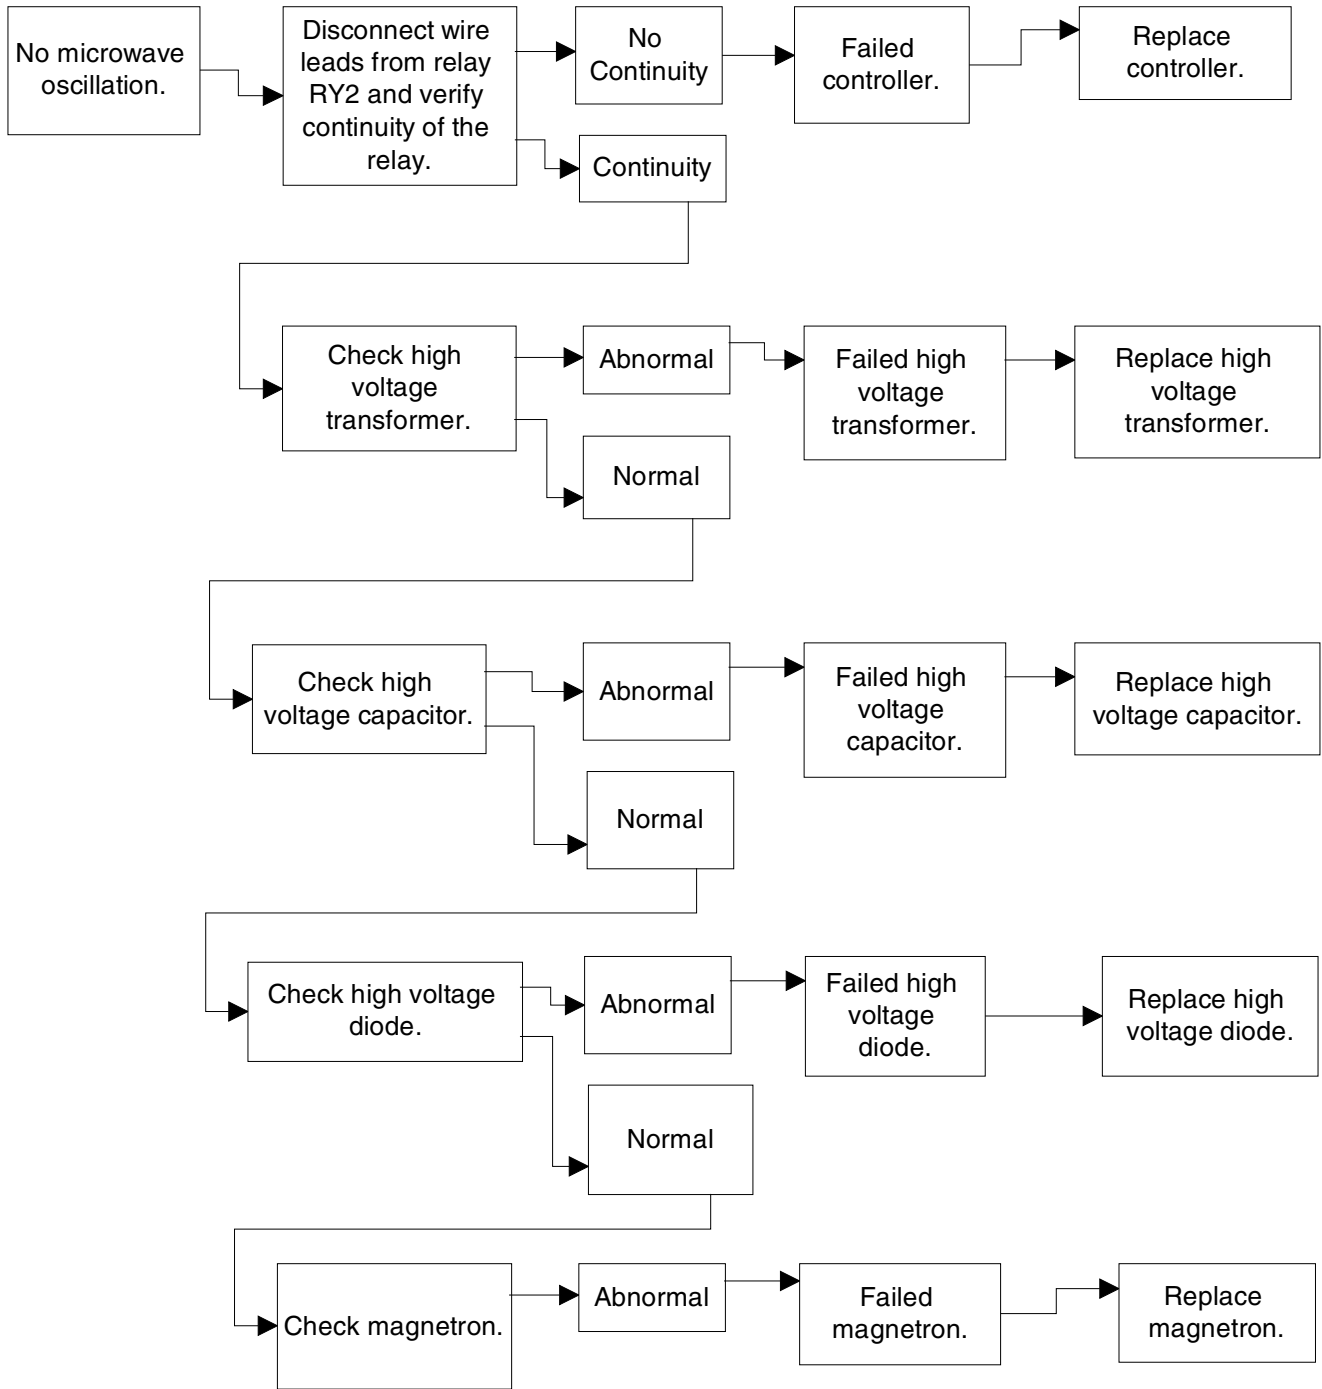 No microwave
oscillation.
Disconnect wire
leads from relay
RY2 and verify
continuity of the
relay.
No
Continuity
Failed
controller.
Replace
controller.
Continuity
Check high
voltage
transformer.
Abnormal
Failed high
voltage
transformer.
Replace high
voltage
transformer.
Normal
Check high
voltage capacitor.
Abnormal
Failed high
voltage
capacitor.
Replace high
voltage capacitor.
Normal
Check high voltage
diode.
Abnormal
Failed high
voltage
diode.
Replace high
voltage diode.
Normal
Check magnetron.
Abnormal
Failed
magnetron.
Replace
magnetron.